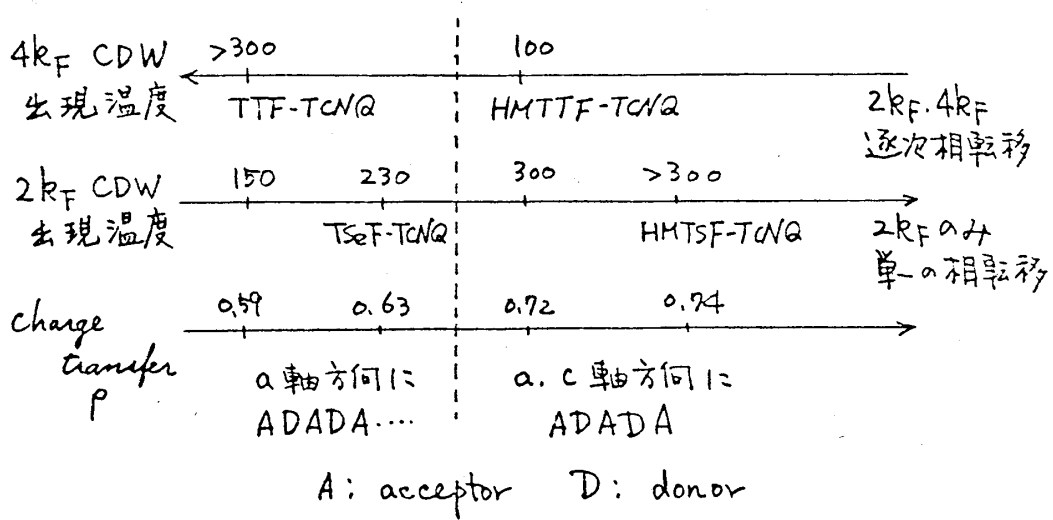 4kF CDW >300 100
出現温度 TTF-TCNQ HMTTF-TCNQ 2kF.4kF
逐次相転移
2kF CDW 150 230 300 >300
出現温度 TSeF-TCNQ HMTSF-TCNQ 2kFのみ
単一の相転移
charge 0.59 0.63 0.72 0.74
transfer a軸方向に a.c軸方向に
ρ ADADA.... ADADA
A: acceptor D: donor